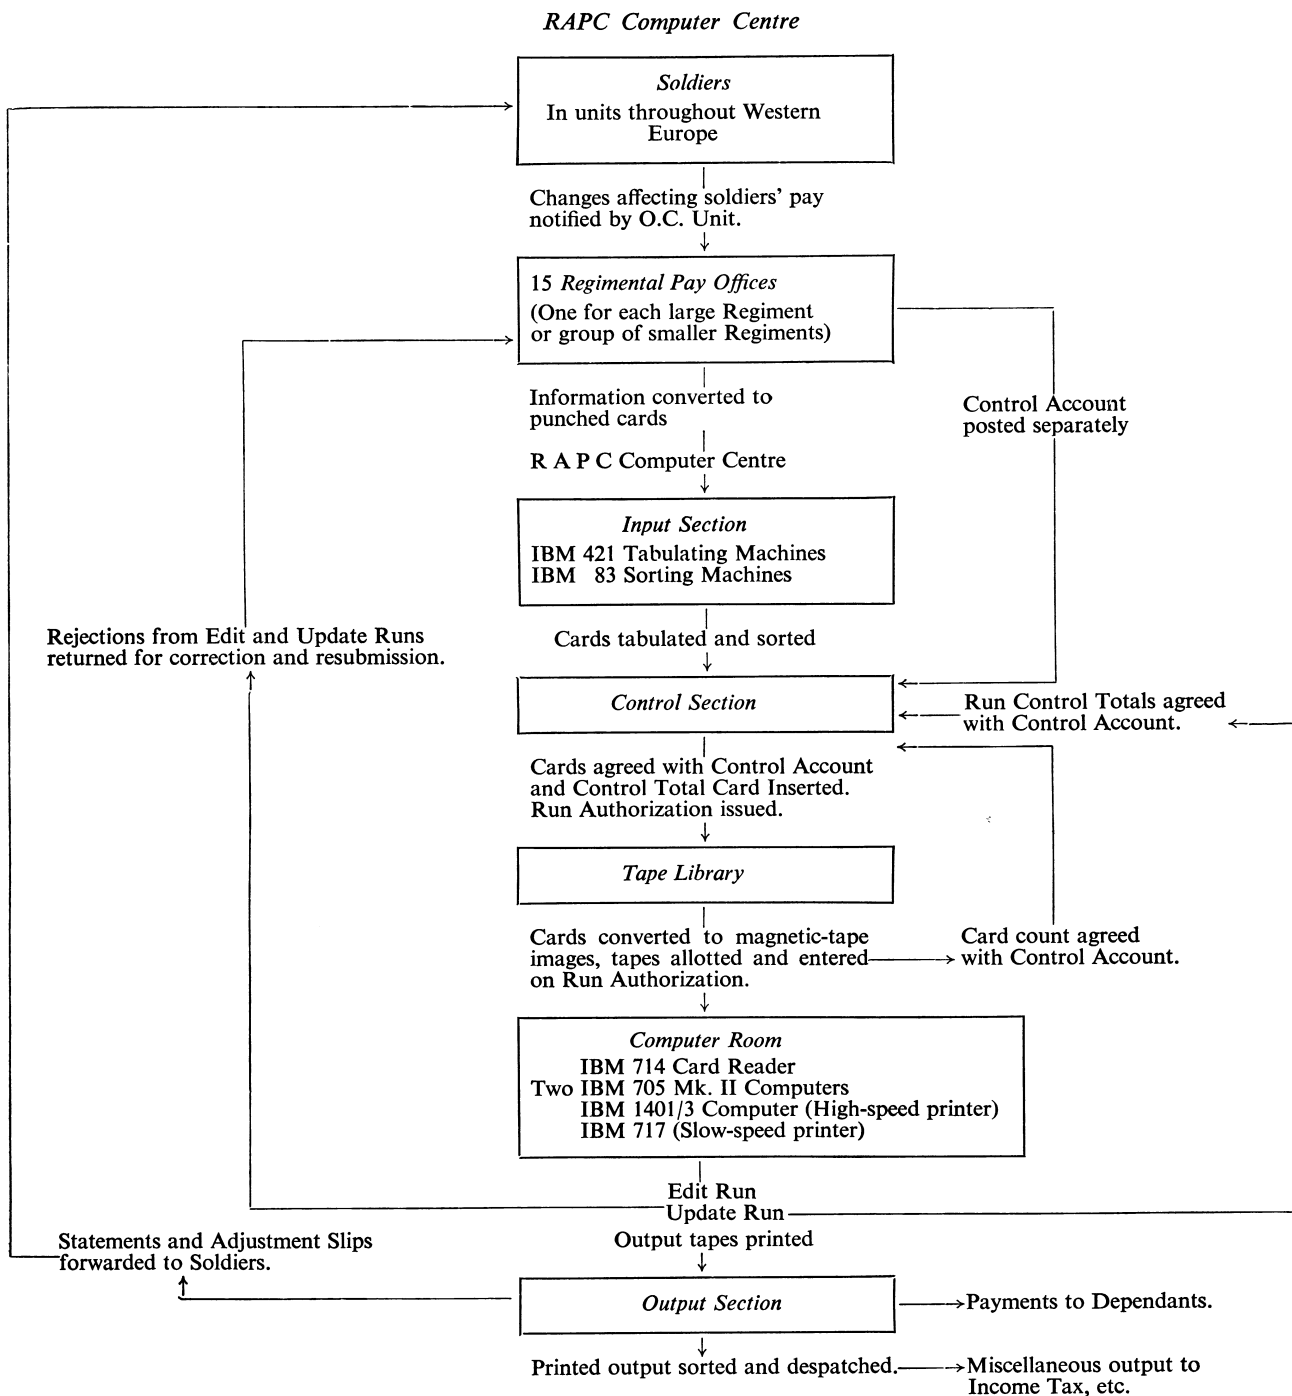 RAPC Computer Centre
Soldiers
In units throughout Western
Europe
Changes affecting soldiers' pay
notified by O.C. Unit.
15 Regimental Pay Offices
(One for each large Regiment
or group of smaller Regiments)
Information converted to
punched cards
Control Account
posted separately
R A P C Computer Centre
Input Section
IBM 421 Tabulating Machines
IBM 83 Sorting Machines
Rejections from Edit and Update Runs
returned for correction and resubmission.
Cards tabulated and sorted
Control Section
Run Control Totals agreed
with Control Account.
Cards agreed with Control Account
and Control Total Card Inserted.
Run Authorization issued.
Tape Library
Cards converted to magnetic-tape
images, tapes allotted and entered
on Run Authorization.
Card count agreed
with Control Account.
Computer Room
IBM 714 Card Reader
Two IBM 705 Mk. II Computers
IBM 1401/3 Computer (High-speed printer)
IBM 717 (Slow-speed printer)
Edit Run
Update Run
Output tapes printed
Statements and Adjustment Slips
forwarded to Soldiers.
Output Section
Payments to Dependants.
Printed output sorted and despatched.
Miscellaneous output to
Income Tax, etc.